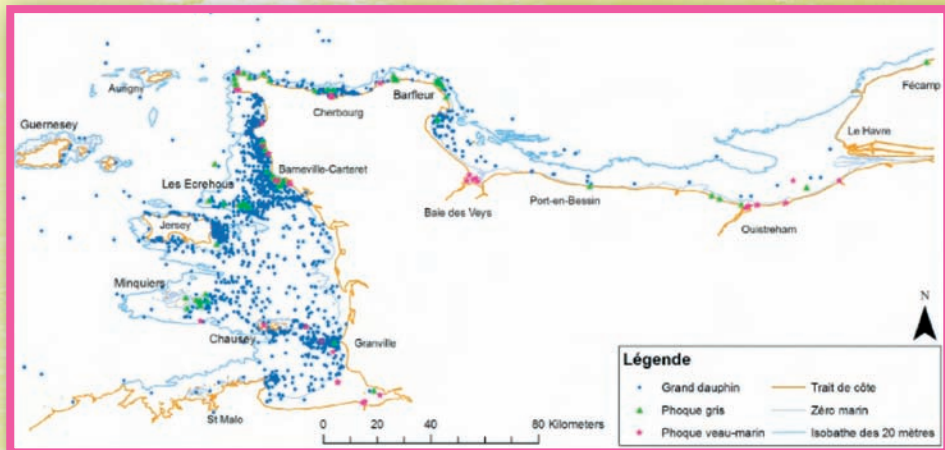 Aurigny
Cherbourg
Barfleur
Fécamp
Guernesey
Le Havre
Barneville-Carteret
Les Ecrehous
Baie des Veys
Port-en-Bessin
Ouistreham
Jersey
Minquiers
Chausey
Granville
St Malo
N
0 20 40 80 Kilometers
Légende
Grand dauphin
Trait de côte
Phoque gris
Zéro marin
Phoque veau-marin
Isobathe des 20 mètres